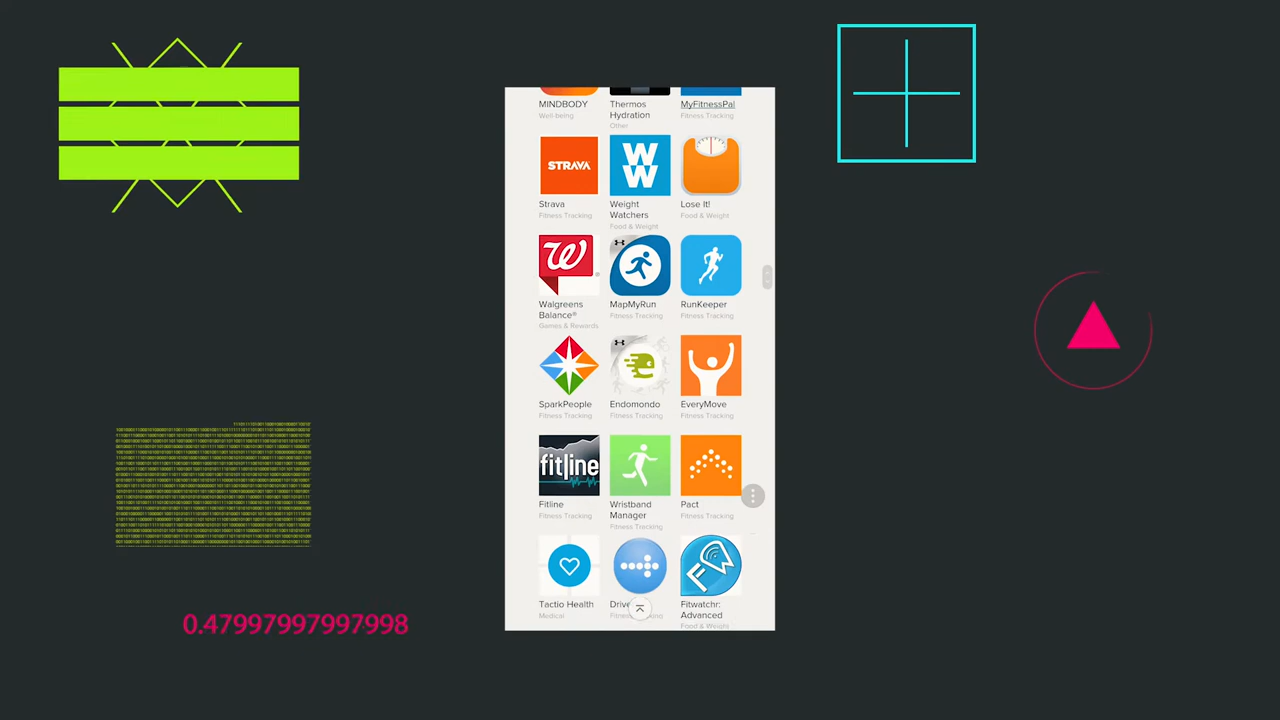 MINDBODY
Well-being
Thermos
Hydration
Other
MyFitnessPal
Fitness Tracking
STRAVA
Strava
Fitness Tracking
W
W
Weight
Watchers
Food & Weight
Lose It!
Food & Weight
W
Walgreens
Balance®
Games & Rewards
MapMyRun
Fitness Tracking
RunKeeper
Fitness Tracking
SparkPeople
Fitness Tracking
Endomondo
Fitness Tracking
EveryMove
Fitness Tracking
fitline
Fitline
Fitness Tracking
Wristband
Manager
Fitness Tracking
Pact
Fitness Tracking
Tactio Health
Medical
FW
Fitwatchr:
Advanced
Food & Weight
0.47997997997998